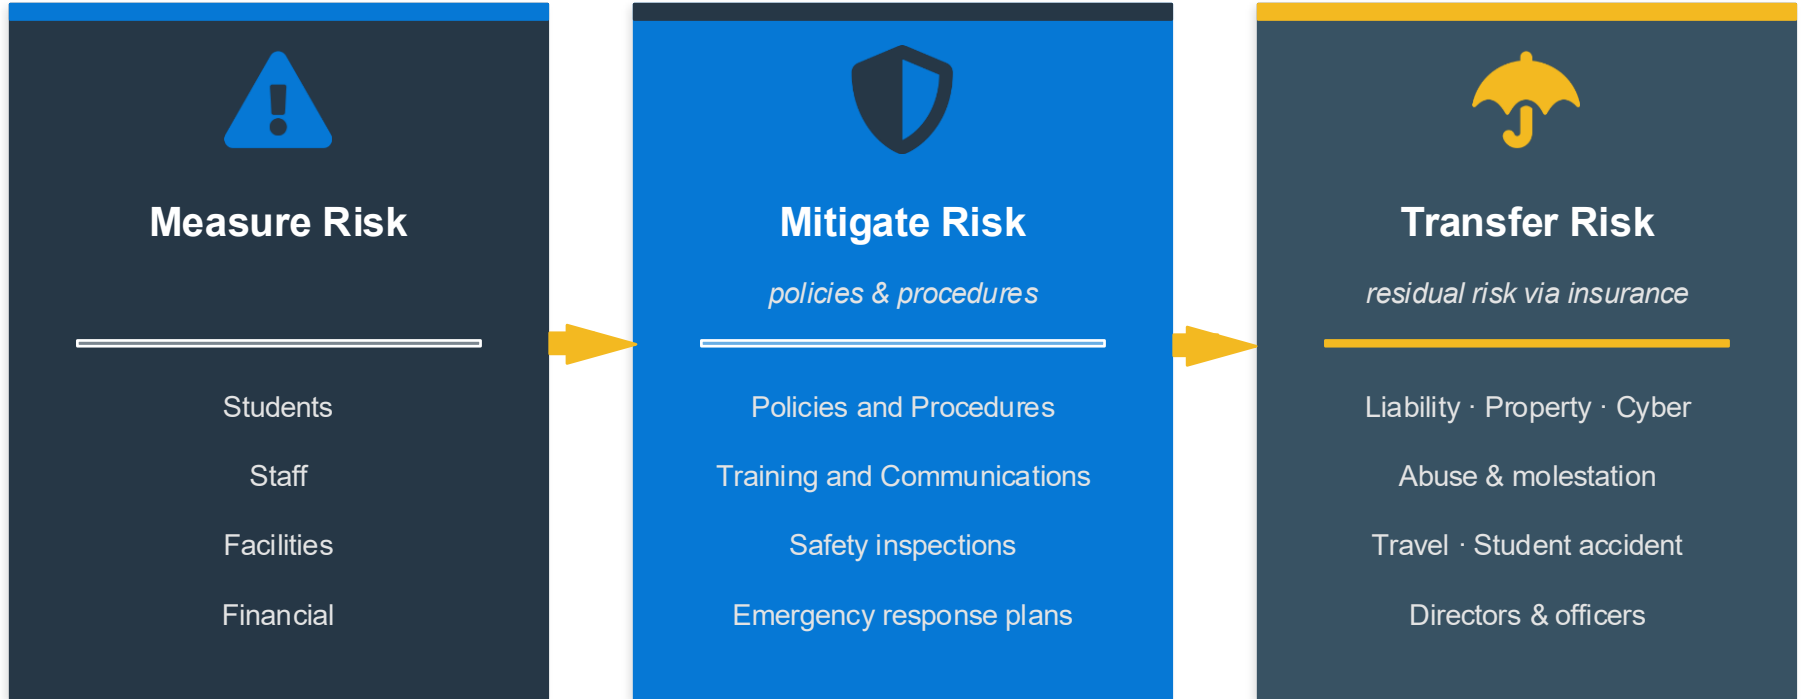 Measure Risk
Students
Staff
Facilities
Financial
Mitigate Risk
policies & procedures
Policies and Procedures
Training and Communications
Safety inspections
Emergency response plans
Transfer Risk
residual risk via insurance
Liability · Property · Cyber
Abuse & molestation
Travel · Student accident
Directors & officers